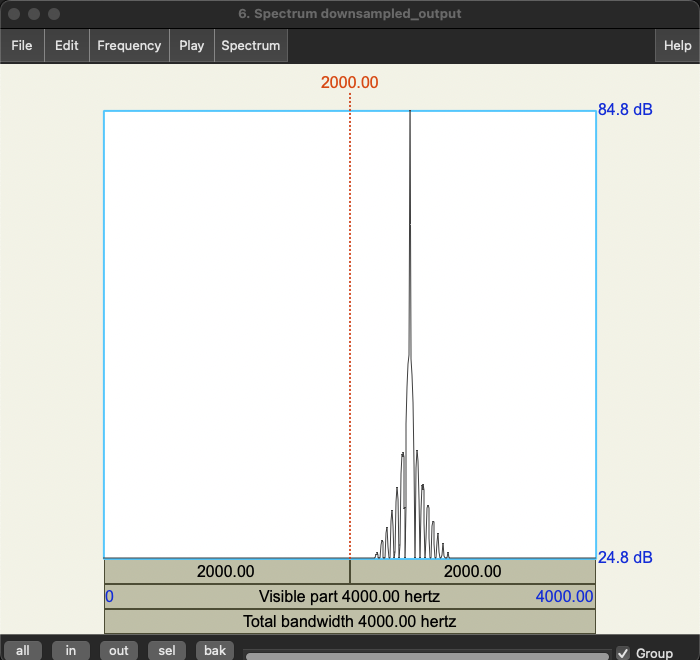 6. Spectrum downsampled_output
File Edit Frequency Play Spectrum Help
2000.00
84.8 dB
24.8 dB
2000.00 2000.00
0 Visible part 4000.00 hertz 4000.00
Total bandwidth 4000.00 hertz
all in out sel bak Group